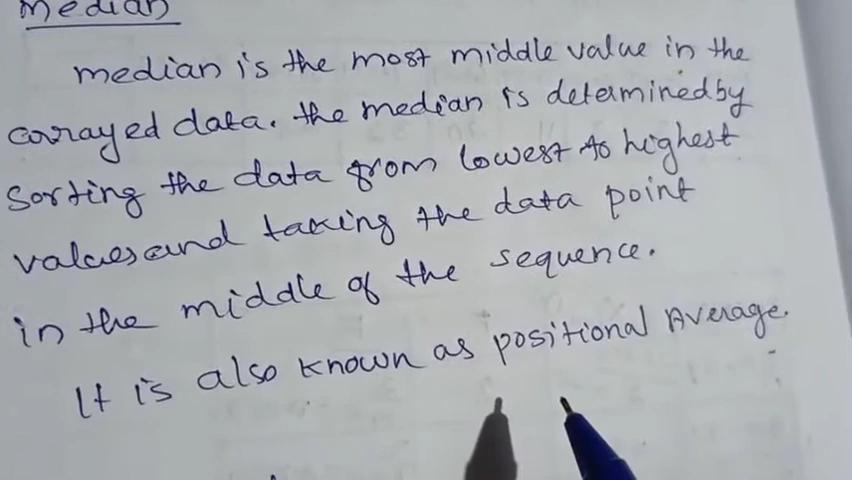 Median
median is the most middle value in the
arrayed data. the median is determined by
Sorting the data from lowest to highest
values and taking the data point
in the middle of the sequence.
It is also known as positional Average.